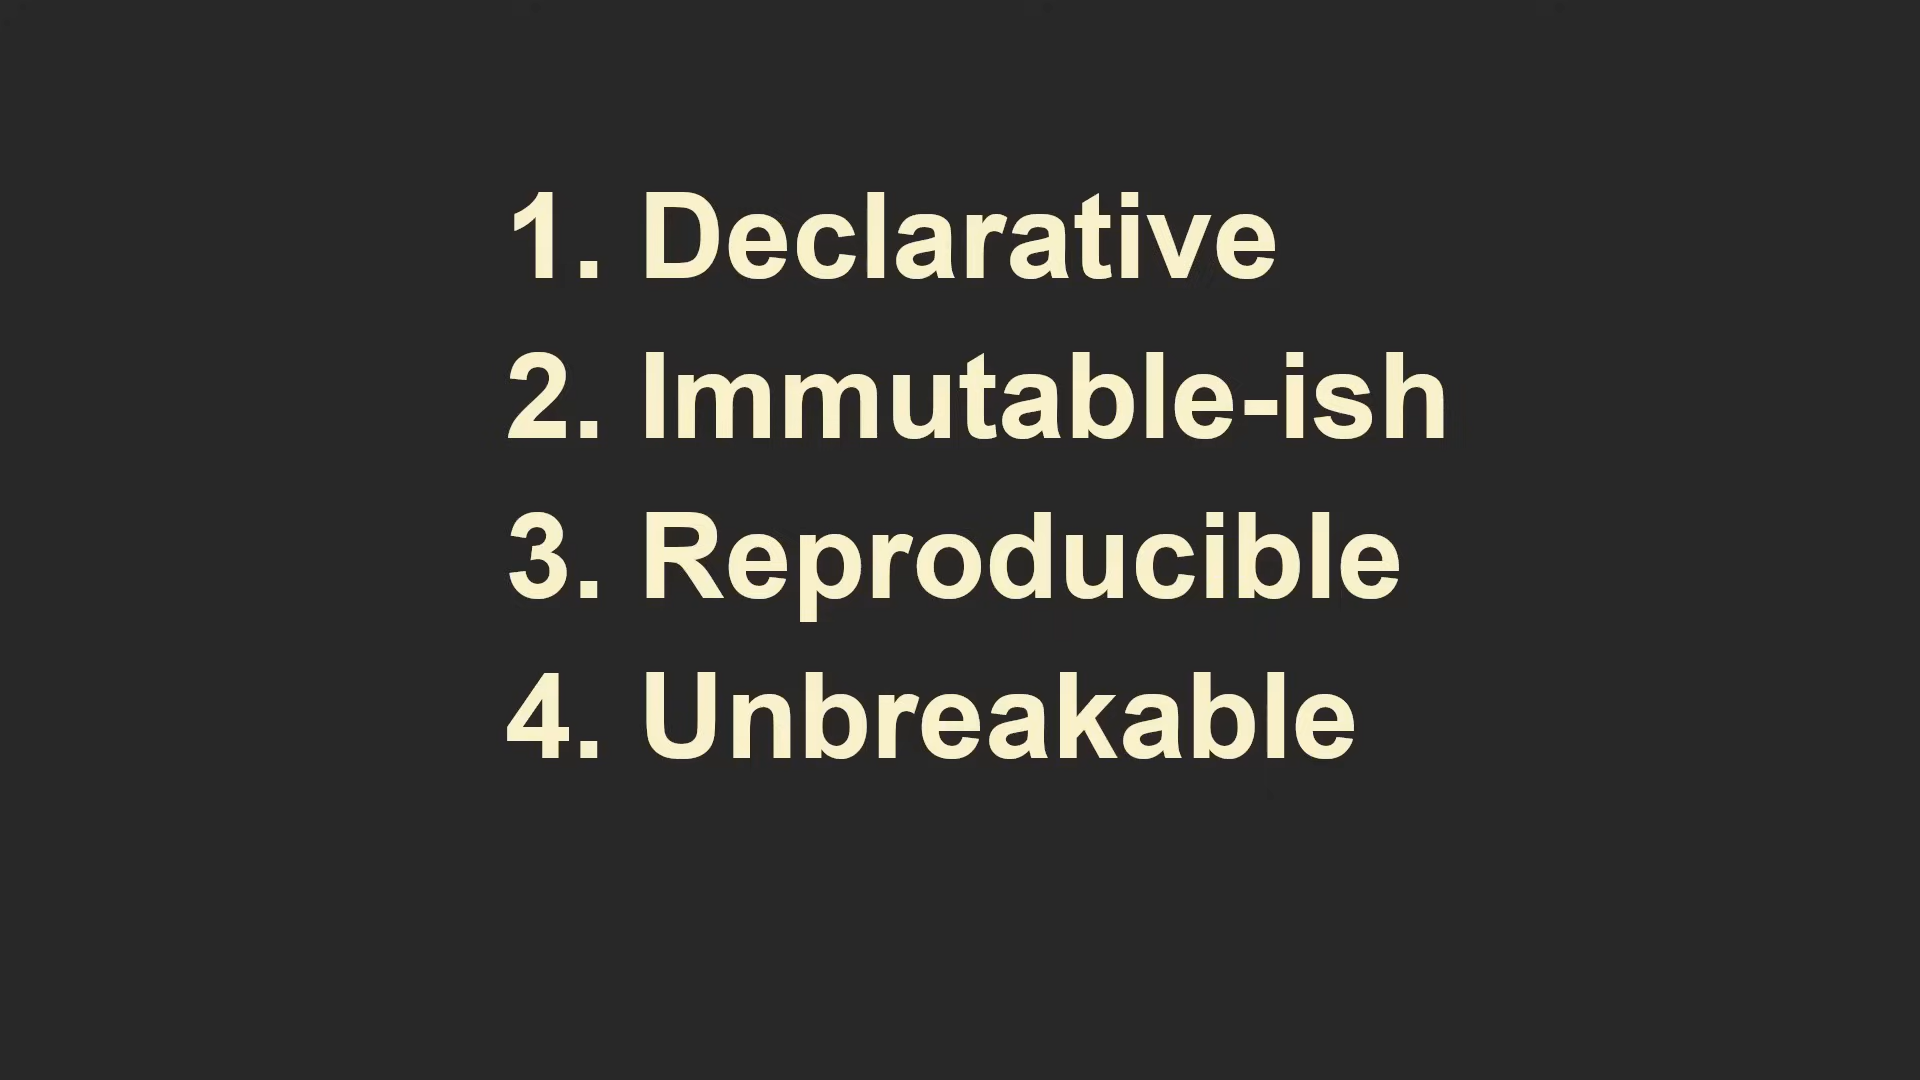 1. Declarative
2. Immutable-ish
3. Reproducible
4. Unbreakable